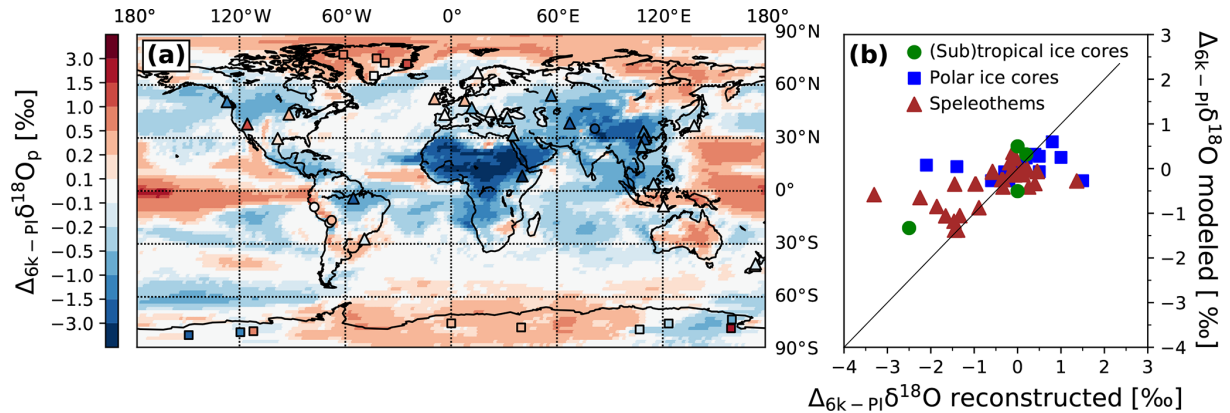 180° 120°W 60°W 0° 60°E 120°E 180°
(a)
90°N
60°N
30°N
0°
30°S
60°S
90°S
3.0
1.5
1.0
0.5
0.2
0.1
−0.1
−0.2
−0.5
−1.0
−1.5
−3.0
Δ6k−PIδ18Op [‰]
(b)
(Sub)tropical ice cores
Polar ice cores
Speleothems
3
2
1
0
−1
−2
−3
−4
Δ6k−PIδ18O modeled [‰]
−4 −3 −2 −1 0 1 2 3
Δ6k−PIδ18O reconstructed [‰]